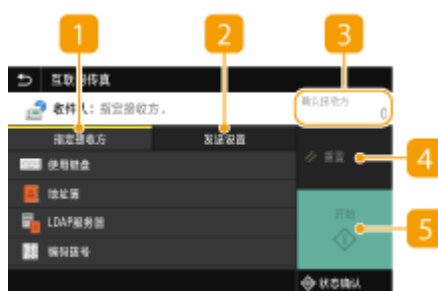 1
2
3
互联 传真
收件人：指定接收方。
确认接收方
0
指定接收方
发送设置
使用键盘
重置
4
地址簿
LDAP服务器
开始
5
编码拨号
状态确认